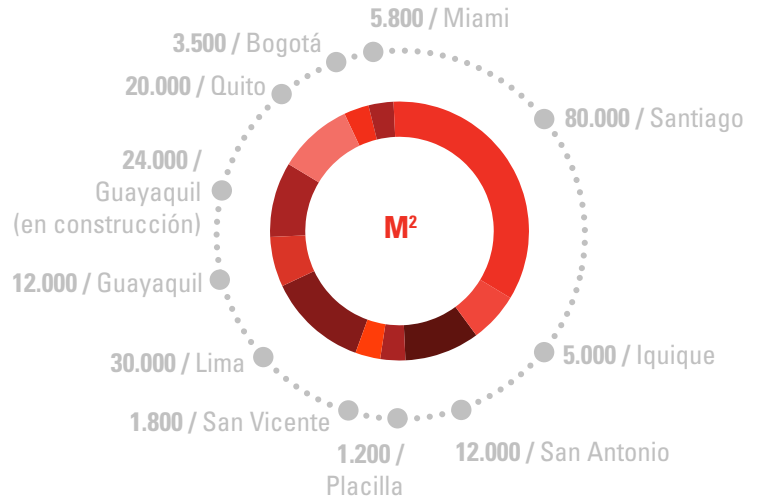 5.800 / Miami
3.500 / Bogotá
20.000 / Quito
80.000 / Santiago
24.000 /
Guayaquil
(en construcción)
M²
12.000 / Guayaquil
30.000 / Lima
5.000 / Iquique
1.800 / San Vicente
1.200 /
Placilla
12.000 / San Antonio